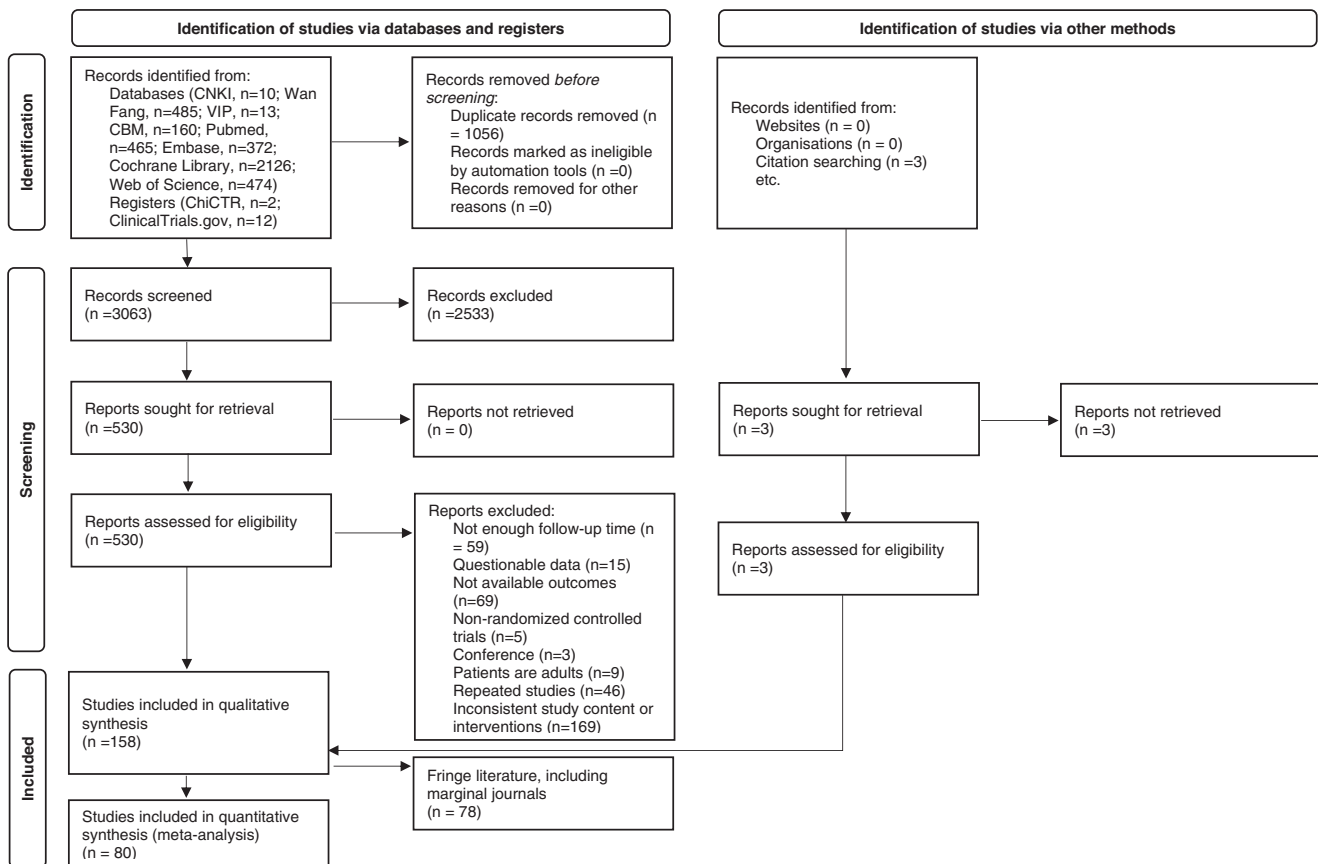 Identification of studies via databases and registers
Identification of studies via other methods
Identification
Records identified from:
Databases (CNKI, n=10; Wan
Fang, n=485; VIP, n=13;
CBM, n=160; Pubmed,
n=465; Embase, n=372;
Cochrane Library, n=2126;
Web of Science, n=474)
Registers (ChiCTR, n=2;
ClinicalTrials.gov, n=12)
Records removed before
screening:
Duplicate records removed (n
= 1056)
Records marked as ineligible
by automation tools (n =0)
Records removed for other
reasons (n =0)
Records identified from:
Websites (n = 0)
Organisations (n = 0)
Citation searching (n =3)
etc.
Screening
Records screened
(n =3063)
Records excluded
(n =2533)
Reports sought for retrieval
(n =530)
Reports not retrieved
(n = 0)
Reports sought for retrieval
(n =3)
Reports not retrieved
(n =3)
Reports assessed for eligibility
(n =530)
Reports excluded:
Not enough follow-up time (n
= 59)
Questionable data (n=15)
Not available outcomes
(n=69)
Non-randomized controlled
trials (n=5)
Conference (n=3)
Patients are adults (n=9)
Repeated studies (n=46)
Inconsistent study content or
interventions (n=169)
Reports assessed for eligibility
(n =3)
Included
Studies included in qualitative
synthesis
(n =158)
Fringe literature, including
marginal journals
(n = 78)
Studies included in quantitative
synthesis (meta-analysis)
(n = 80)